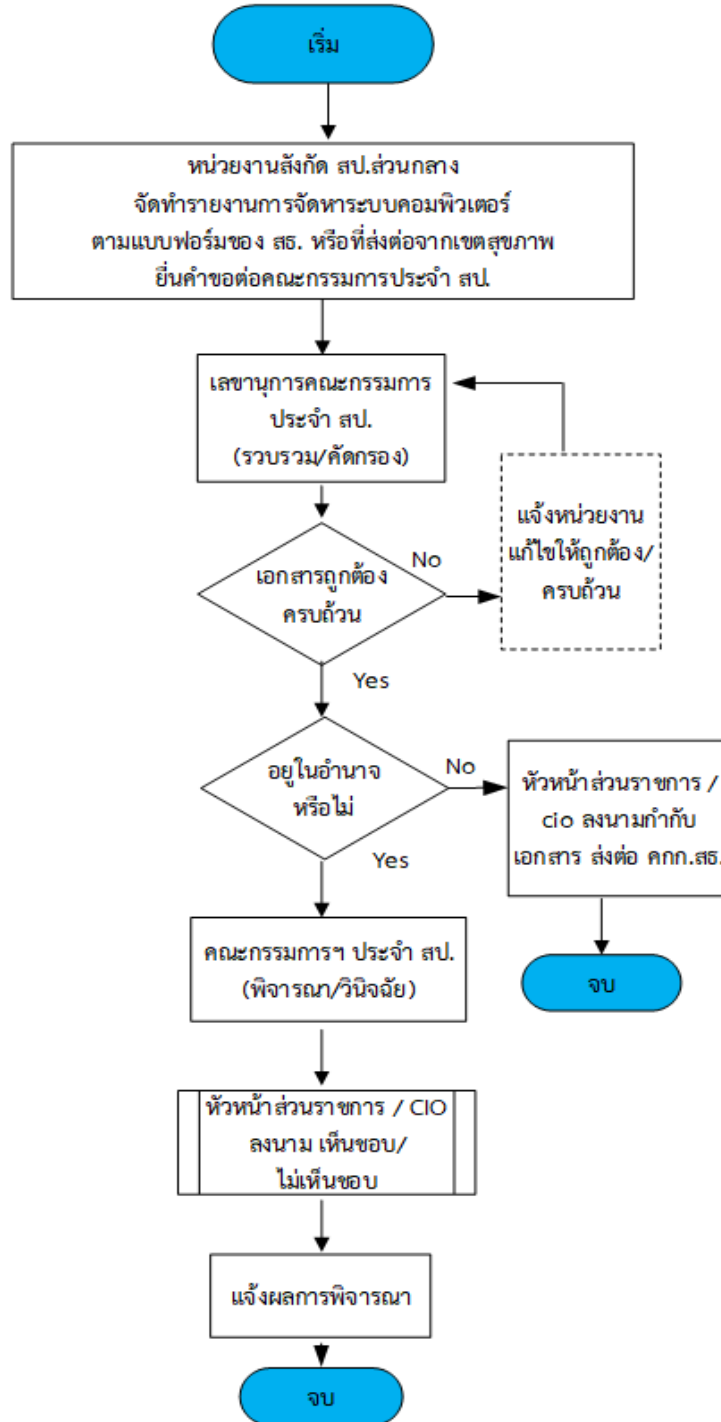 เริ่ม
หน่วยงานสังกัด สป.ส่วนกลาง
จัดทำรายงานการจัดหาระบบคอมพิวเตอร์
ตามแบบฟอร์มของ สธ. หรือที่ส่งต่อจากเขตสุขภาพ
ยื่นคำขอต่อคณะกรรมการประจำ สป.
เลขานุการคณะกรรมการ
ประจำ สป.
(รวบรวม/คัดกรอง)
แจ้งหน่วยงาน
แก้ไขให้ถูกต้อง/
ครบถ้วน
เอกสารถูกต้อง
ครบถ้วน
No
Yes
อยู่ในอำนาจ
หรือไม่
No
Yes
หัวหน้าส่วนราชการ /
cio ลงนามกำกับ
เอกสาร ส่งต่อ คกก.สธ.
จบ
คณะกรรมการฯ ประจำ สป.
(พิจารณา/วินิจฉัย)
หัวหน้าส่วนราชการ / CIO
ลงนาม เห็นชอบ/
ไม่เห็นชอบ
แจ้งผลการพิจารณา
จบ